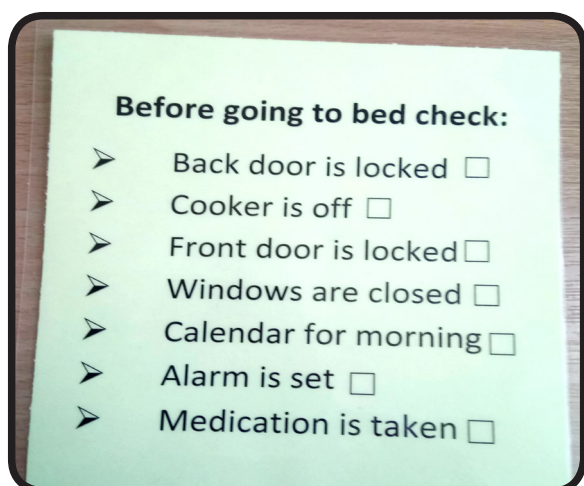 Before going to bed check:
➢ Back door is locked ☐
➢ Cooker is off ☐
➢ Front door is locked ☐
➢ Windows are closed ☐
➢ Calendar for morning ☐
➢ Alarm is set ☐
➢ Medication is taken ☐